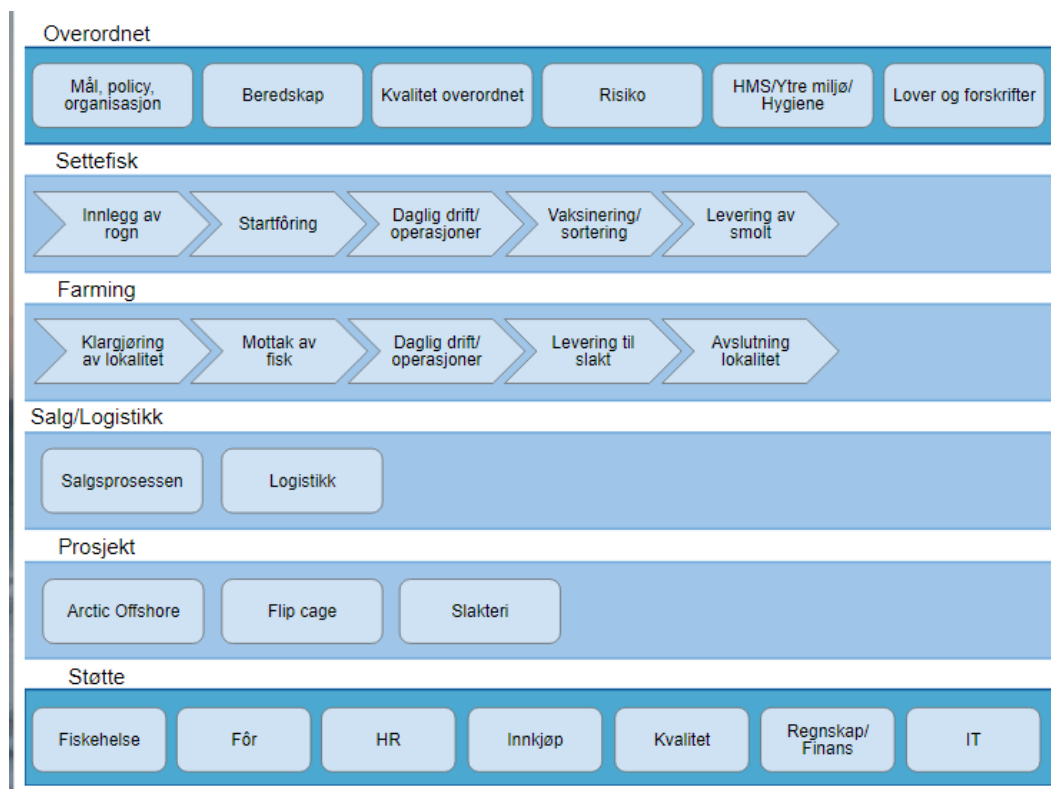 Overordnet
Mål, policy,
organisasjon
Beredskap
Kvalitet overordnet
Risiko
HMS/Ytre miljø/
Hygiene
Lover og forskrifter
Settefisk
Innlegg av
rogn
Startfôring
Daglig drift/
operasjoner
Vaksinering/
sortering
Levering av
smolt
Farming
Klargjøring
av lokalitet
Mottak av
fisk
Daglig drift/
operasjoner
Levering til
slakt
Avslutning
lokalitet
Salg/Logistikk
Salgsprosessen
Logistikk
Prosjekt
Arctic Offshore
Flip cage
Slakteri
Støtte
Fiskehelse
Fôr
HR
Innkjøp
Kvalitet
Regnskap/
Finans
IT